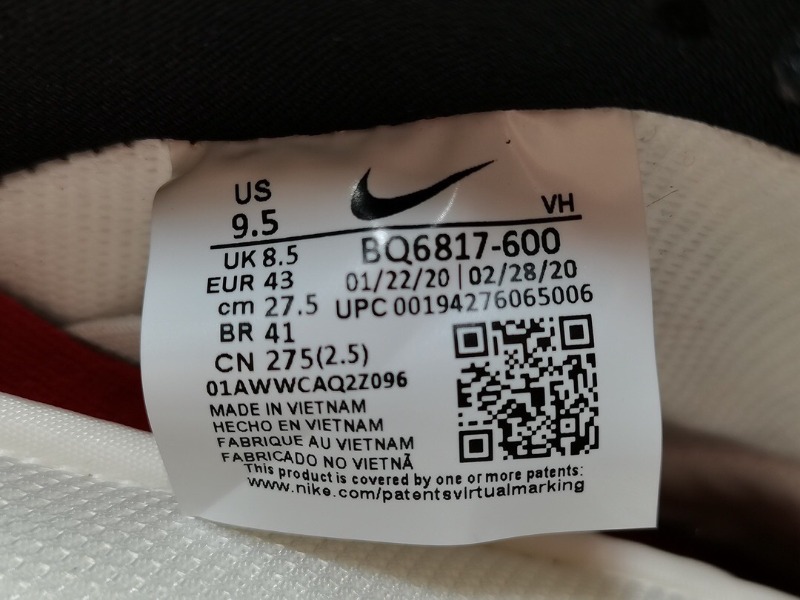 US
9.5
VH
UK 8.5
BQ6817-600
EUR 43
01/22/20 | 02/28/20
cm 27.5
UPC 00194276065006
BR 41
CN 275(2.5)
01AWWCAQ2Z096
MADE IN VIETNAM
HECHO EN VIETNAM
FABRIQUE AU VIETNAM
FABRICADO NO VIETNÃ
This product is covered by one or more patents:
www.nike.com/patentsvirtualmarking